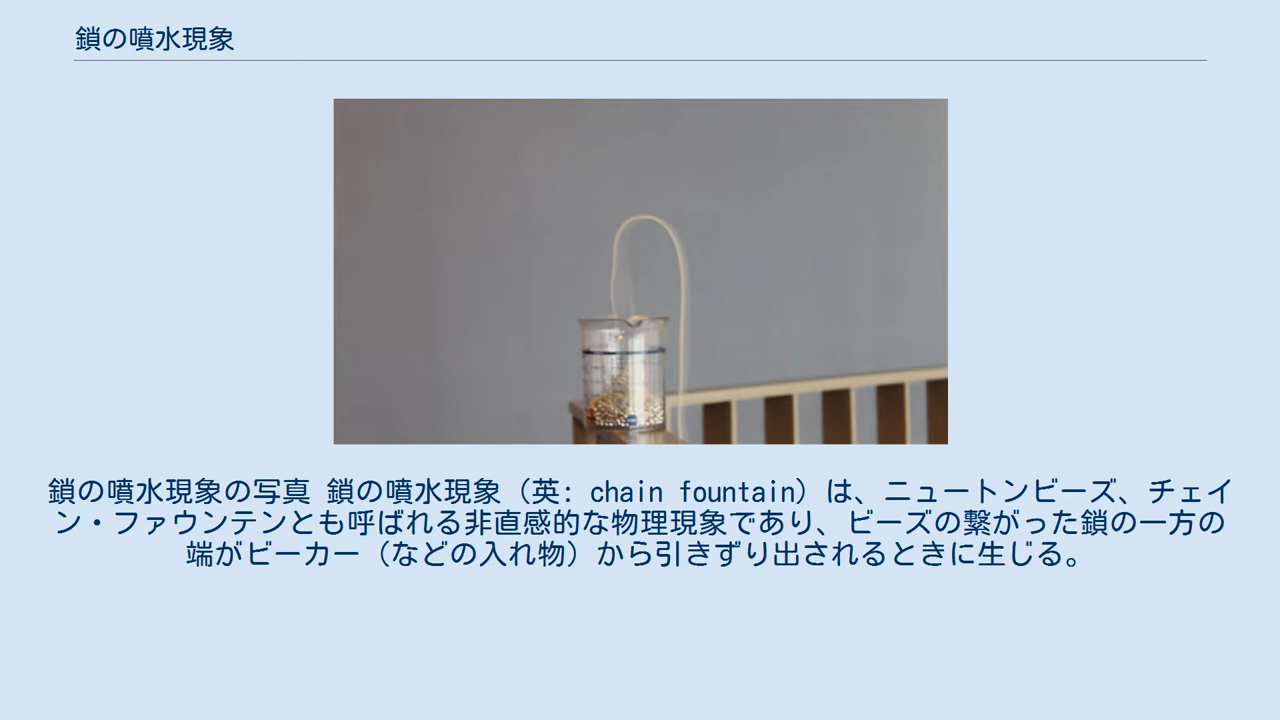 鎖の噴水現象
鎖の噴水現象の写真 鎖の噴水現象（英: chain fountain）は、ニュートンビーズ、チェイ
ン・ファウンテンとも呼ばれる非直感的な物理現象であり、ビーズの繋がった鎖の一方の
端がビーカー（などの入れ物）から引きずり出されるときに生じる。